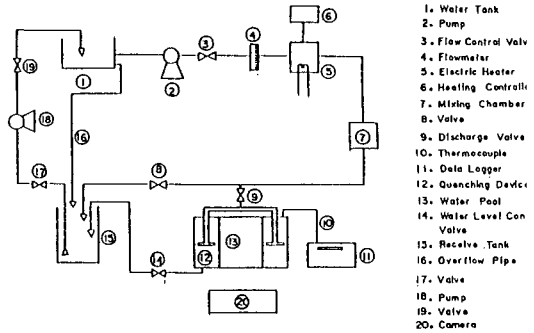 1. Water Tank
2. Pump
3. Flow Control Valv
4. Flowmeter
5. Electric Heater
6. Heating Controlle
7. Mixing Chamber
8. Valve
9. Discharge Valve
10. Thermocouple
11. Data Logger
12. Quenching Device
13. Water Pool
14. Water Level Con
Valve
15. Receive Tank
16. Overflow Pipe
17. Valve
18. Pump
19. Valve
20. Camera
6
4
3
19
1
2
5
18
16
7
17
8
9
15
10
12
13
11
14
20